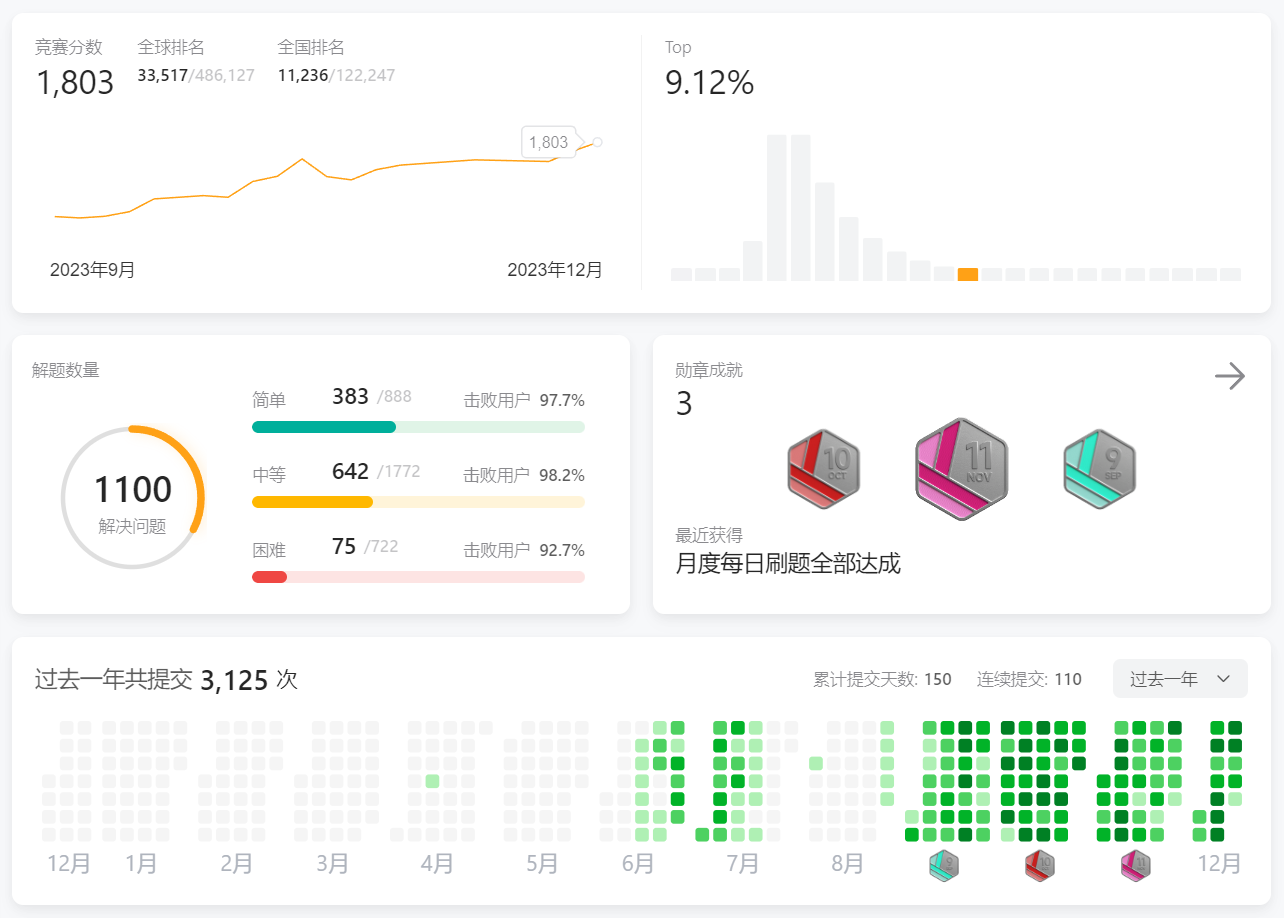 竞赛分数 全球排名 全国排名
1,803 33,517/486,127 11,236/122,247
1,803
2023年9月 2023年12月
Top
9.12%
解题数量
1100
解决问题
简单 383 /888 击败用户 97.7%
中等 642 /1772 击败用户 98.2%
困难 75 /722 击败用户 92.7%
勋章成就
3
10
OCT
11
NOV
9
SEP
最近获得
月度每日刷题全部达成
过去一年共提交 3,125 次 累计提交天数: 150 连续提交: 110 过去一年
12月 1月 2月 3月 4月 5月 6月 7月 8月 9 10 11 12月